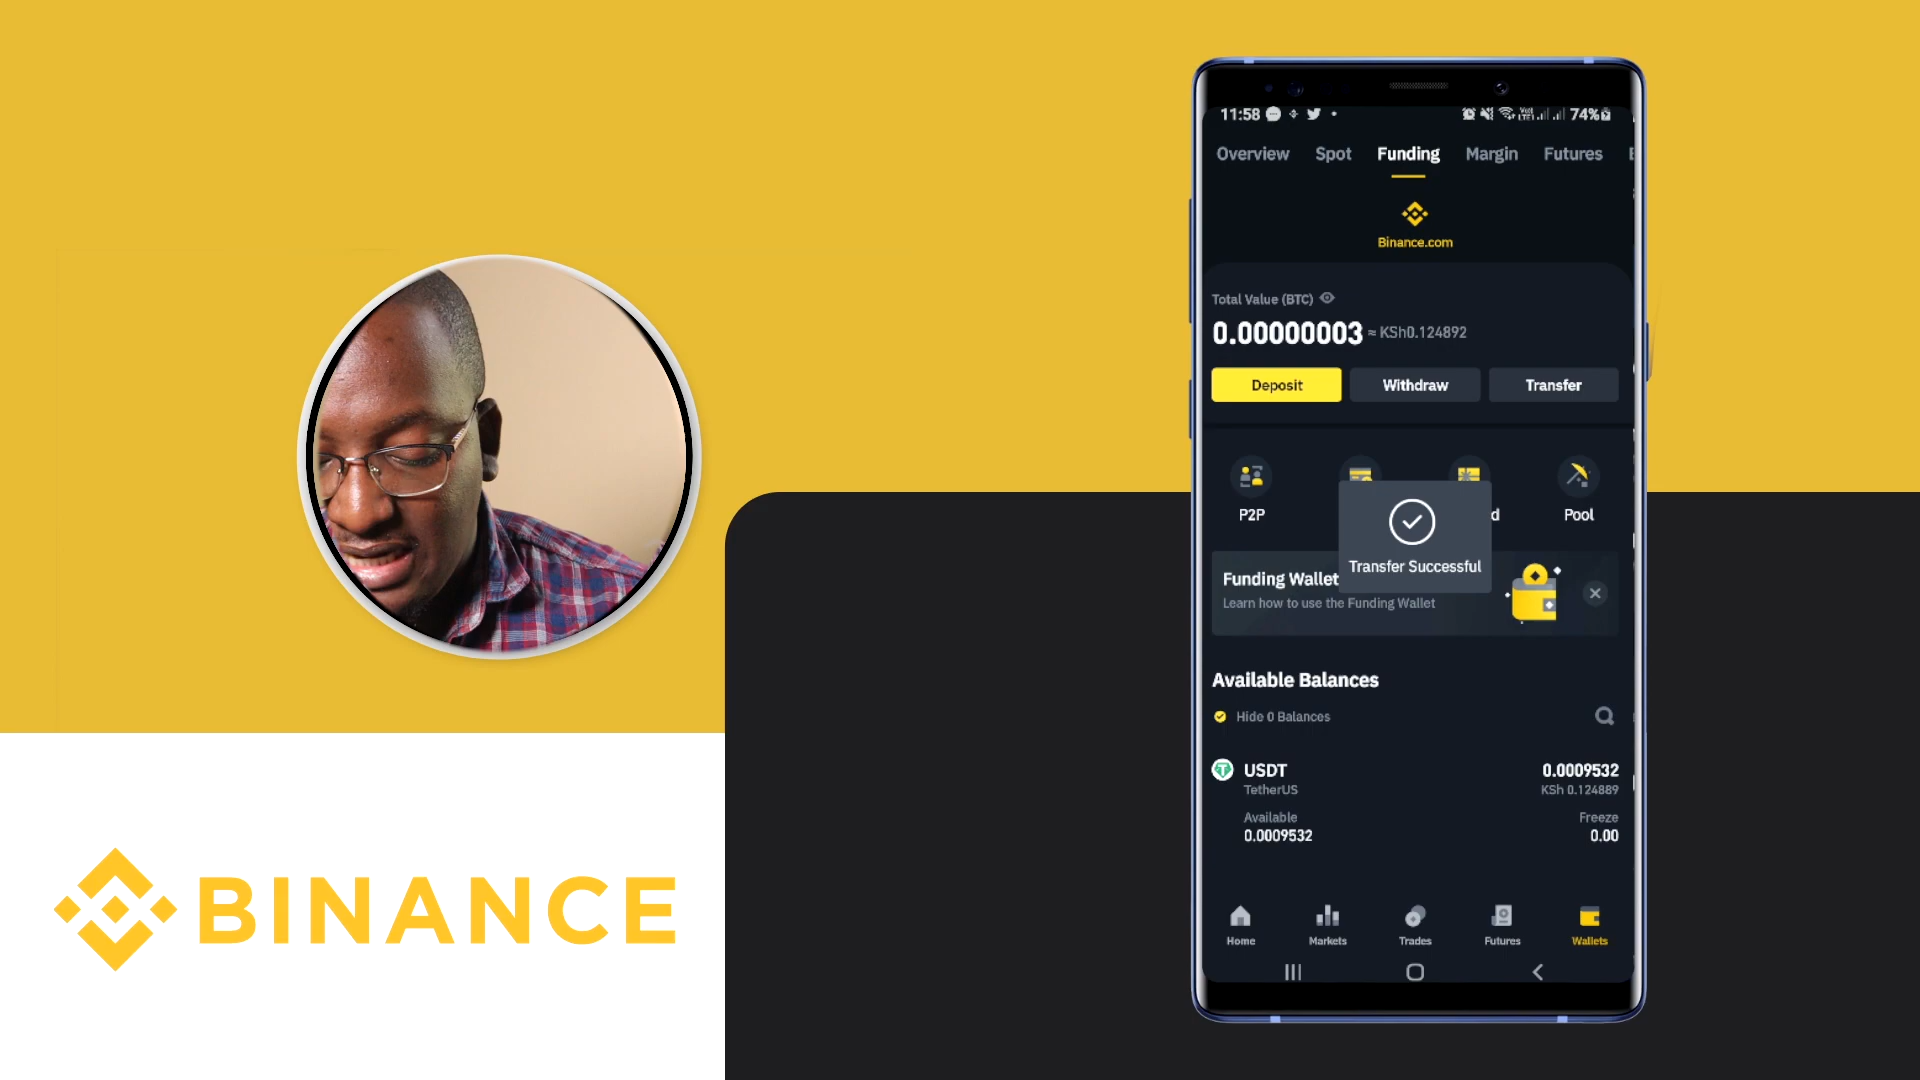 BINANCE
11:58
74%
Overview Spot Funding Margin Futures
Binance.com
Total Value (BTC)
0.00000003 ≈ KSh0.124892
Deposit Withdraw Transfer
P2P
d
Pool
Transfer Successful
Funding Wallet
Learn how to use the Funding Wallet
Available Balances
Hide 0 Balances
USDT 0.0009532
TetherUS KSh 0.124889
Available Freeze
0.0009532 0.00
Home Markets Trades Futures Wallets